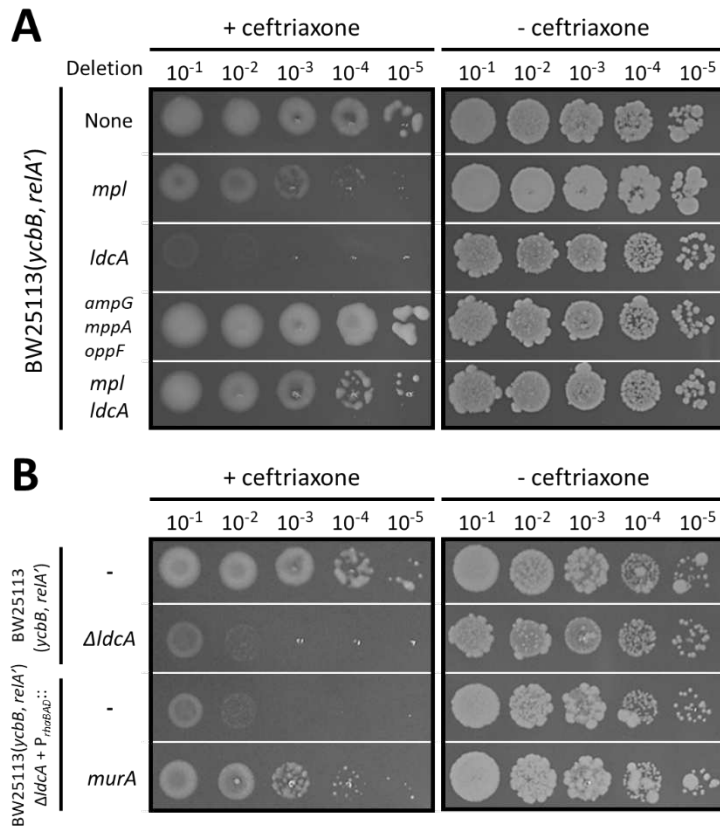 A
+ ceftriaxone
- ceftriaxone
Deletion
10⁻¹ 10⁻² 10⁻³ 10⁻⁴ 10⁻⁵
10⁻¹ 10⁻² 10⁻³ 10⁻⁴ 10⁻⁵
BW25113(ycbB, relA’)
None
mpl
ldcA
ampG
mppA
oppF
mpl
ldcA
B
+ ceftriaxone
- ceftriaxone
10⁻¹ 10⁻² 10⁻³ 10⁻⁴ 10⁻⁵
10⁻¹ 10⁻² 10⁻³ 10⁻⁴ 10⁻⁵
BW25113
(ycbB, relA’)
-
ΔldcA
BW25113(ycbB, relA’)
ΔldcA + PrhaBAD::
-
murA